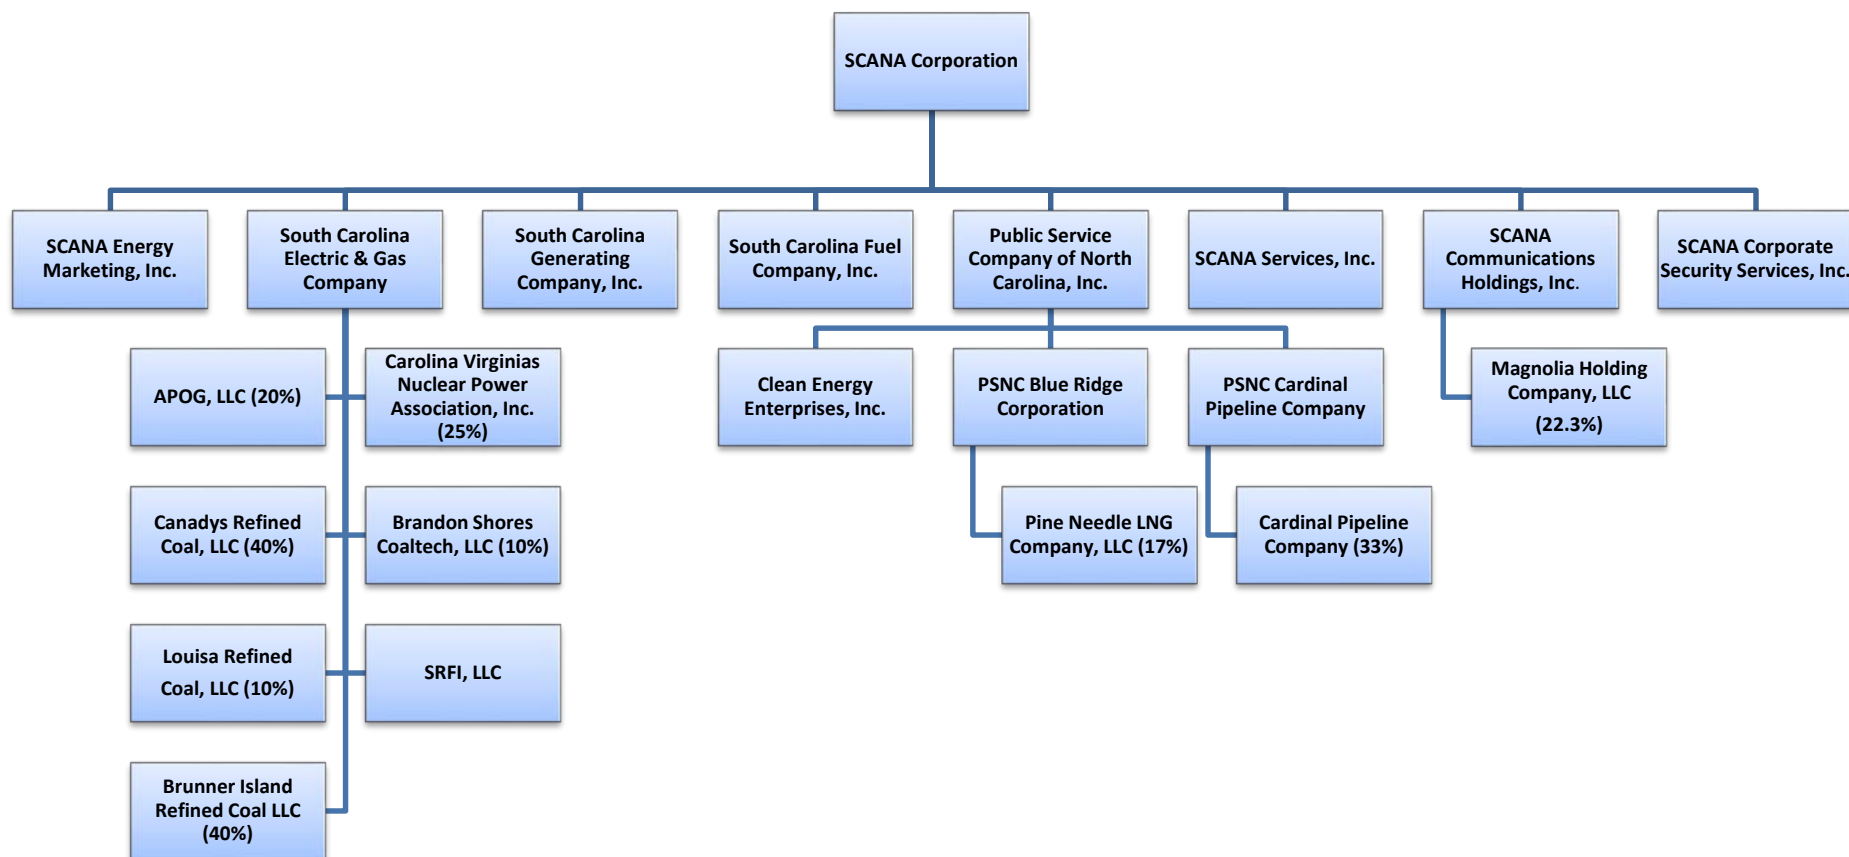 SCANA Corporation
SCANA Energy
Marketing, Inc.
South Carolina
Electric & Gas
Company
South Carolina
Generating
Company, Inc.
South Carolina Fuel
Company, Inc.
Public Service
Company of North
Carolina, Inc.
SCANA Services, Inc.
SCANA
Communications
Holdings, Inc.
SCANA Corporate
Security Services, Inc.
APOG, LLC (20%)
Carolina Virginias
Nuclear Power
Association, Inc.
(25%)
Clean Energy
Enterprises, Inc.
PSNC Blue Ridge
Corporation
PSNC Cardinal
Pipeline Company
Magnolia Holding
Company, LLC
(22.3%)
Canadys Refined
Coal, LLC (40%)
Brandon Shores
Coaltech, LLC (10%)
Pine Needle LNG
Company, LLC (17%)
Cardinal Pipeline
Company (33%)
Louisa Refined
Coal, LLC (10%)
SRFI, LLC
Brunner Island
Refined Coal LLC
(40%)